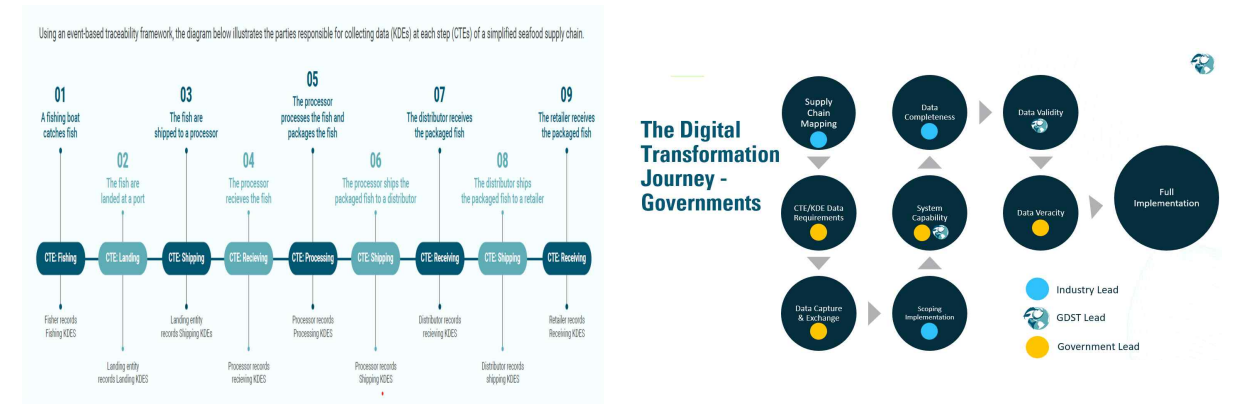 Using an event-based traceability framework, the diagram below illustrates the parties responsible for collecting data (KDEs) at each step (CTEs) of a simplified seafood supply chain.
01
A fishing boat
catches fish
03
The fish are
shipped to a processor
05
The processor
processes the fish and
packages the fish
07
The distributor receives
the packaged fish
09
The retailer receives
the packaged fish
02
The fish are
landed at a port
04
The processor
recieves the fish
06
The processor ships the
packaged fish to a distributor
08
The distributor ships
the packaged fish to a retailer
CTE: Fishing
CTE: Landing
CTE: Shipping
CTE: Recieving
CTE: Processing
CTE: Shipping
CTE: Receiving
CTE: Shipping
CTE: Receiving
Fisher records
Fishing KDES
Landing entity
records Shipping KDEs
Processor records
Processing KDES
Distributor records
recieving KDES
Retailer records
Receiving KDES
Landing entity
records Landing KDES
Processor records
recieving KDES
Processor records
Shipping KDES
Distributor records
shipping KDES
The Digital
Transformation
Journey -
Governments
Supply
Chain
Mapping
CTE/KDE Data
Requirements
Data Capture
& Exchange
Scoping
Implementation
System
Capability
Data
Completeness
Data Validity
Data Veracity
Full
Implementation
Industry Lead
GDST Lead
Government Lead